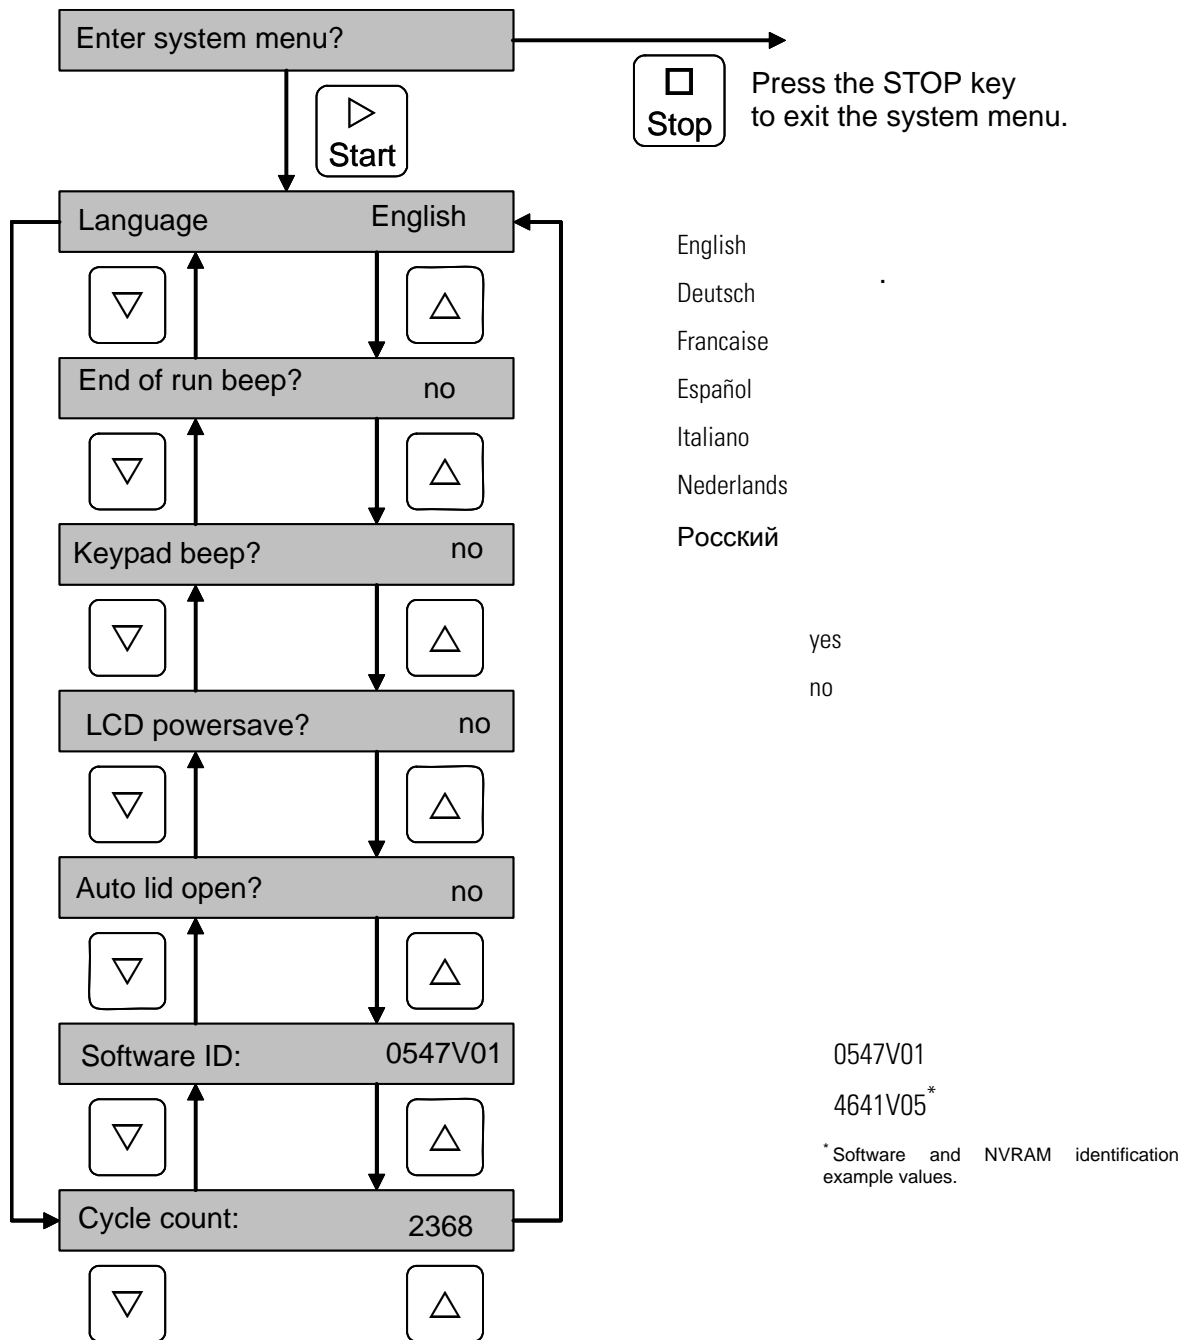 Enter system menu?
Stop
Press the STOP key
to exit the system menu.
Start
Language English
English
Deutsch
.
Francaise
Español
Italiano
Nederlands
Росский
End of run beep? no
Keypad beep? no
yes
no
LCD powersave? no
Auto lid open? no
Software ID: 0547V01
0547V01
4641V05*
* Software and NVRAM identification
example values.
Cycle count: 2368